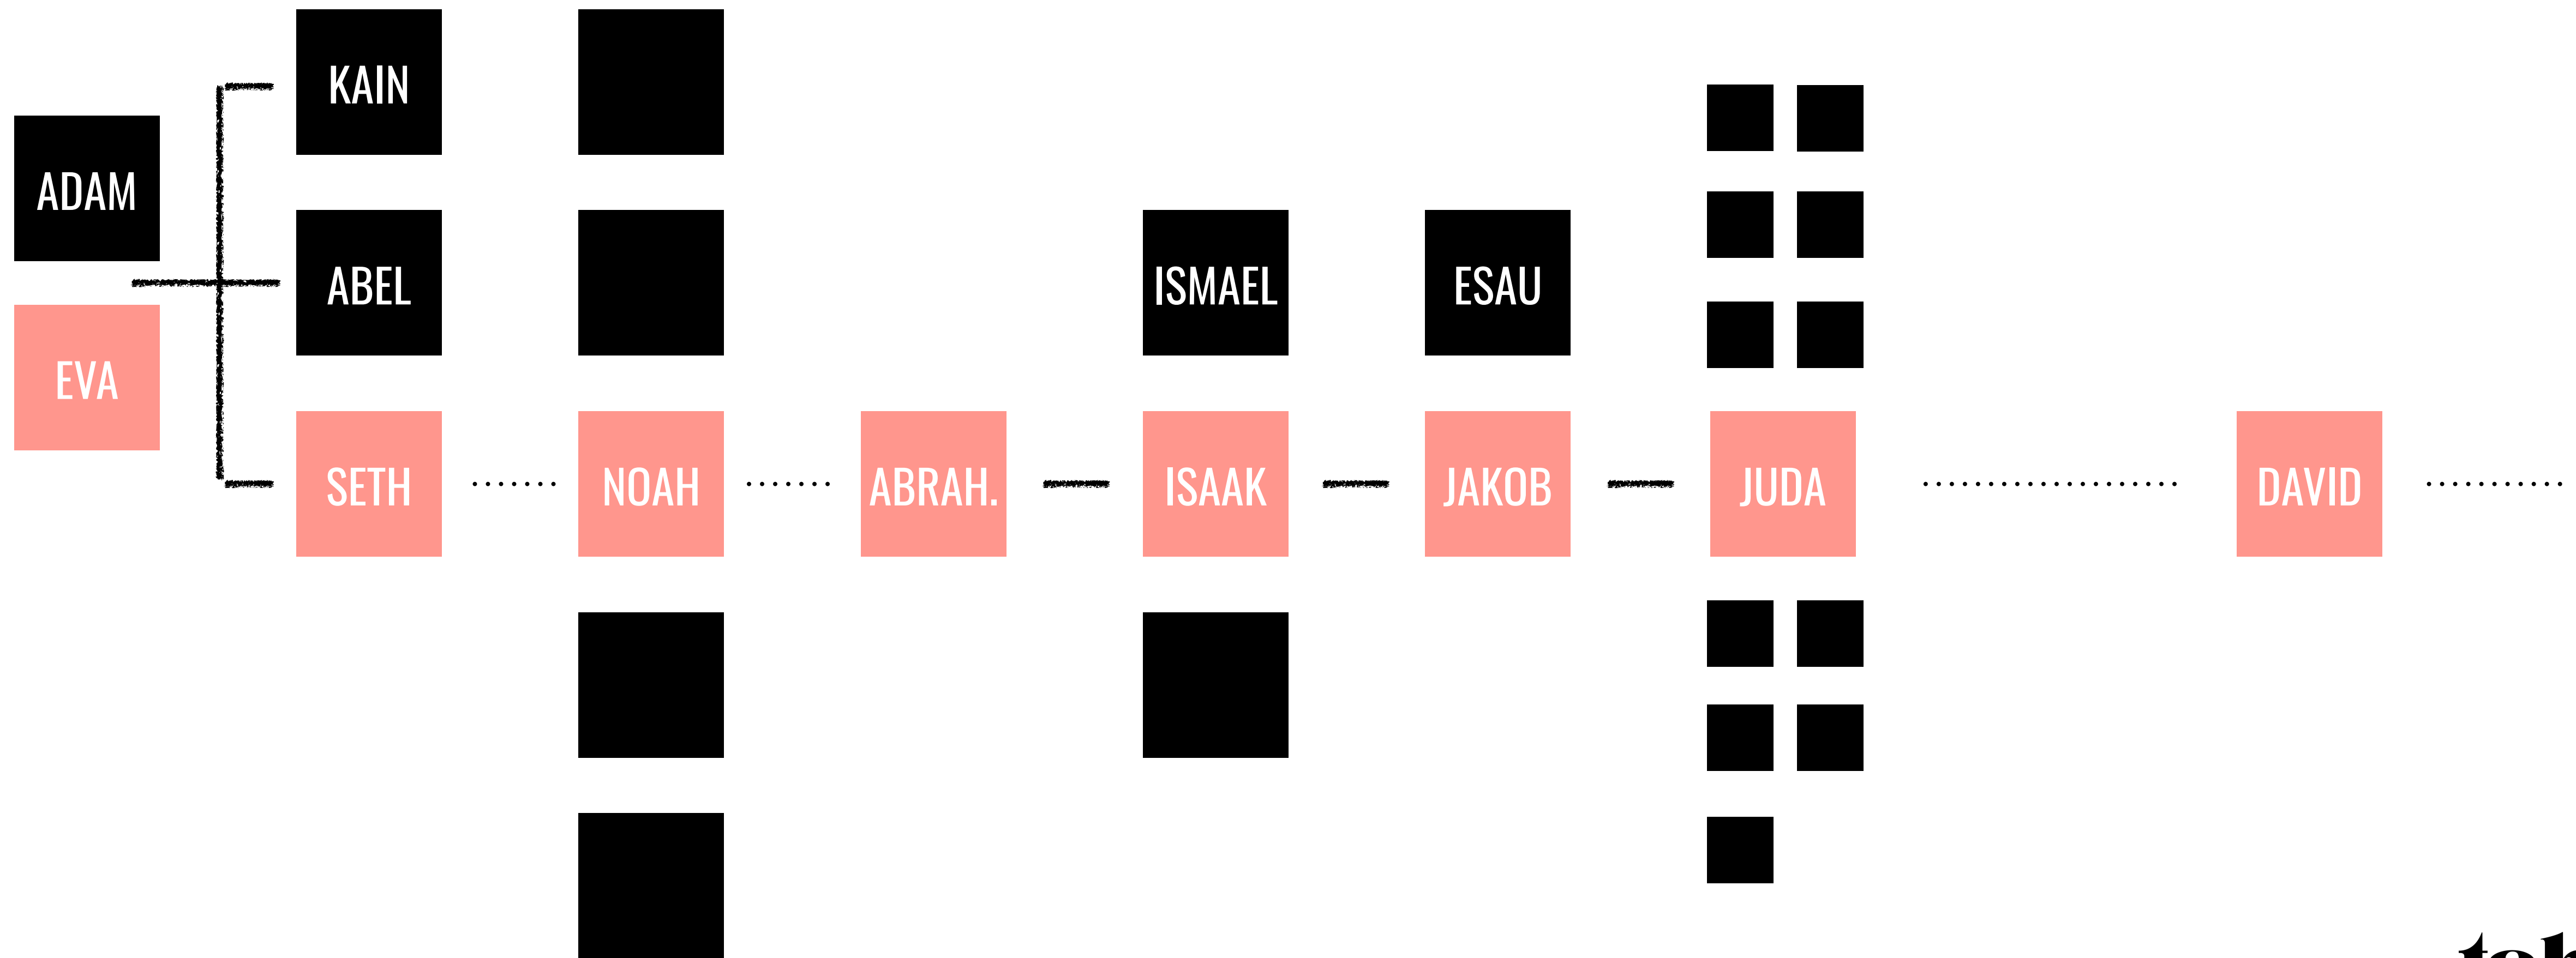 KAIN
ADAM
ABEL
ISMAEL
ESAU
EVA
SETH
NOAH
ABRAH.
ISAAK
JAKOB
JUDA
DAVID